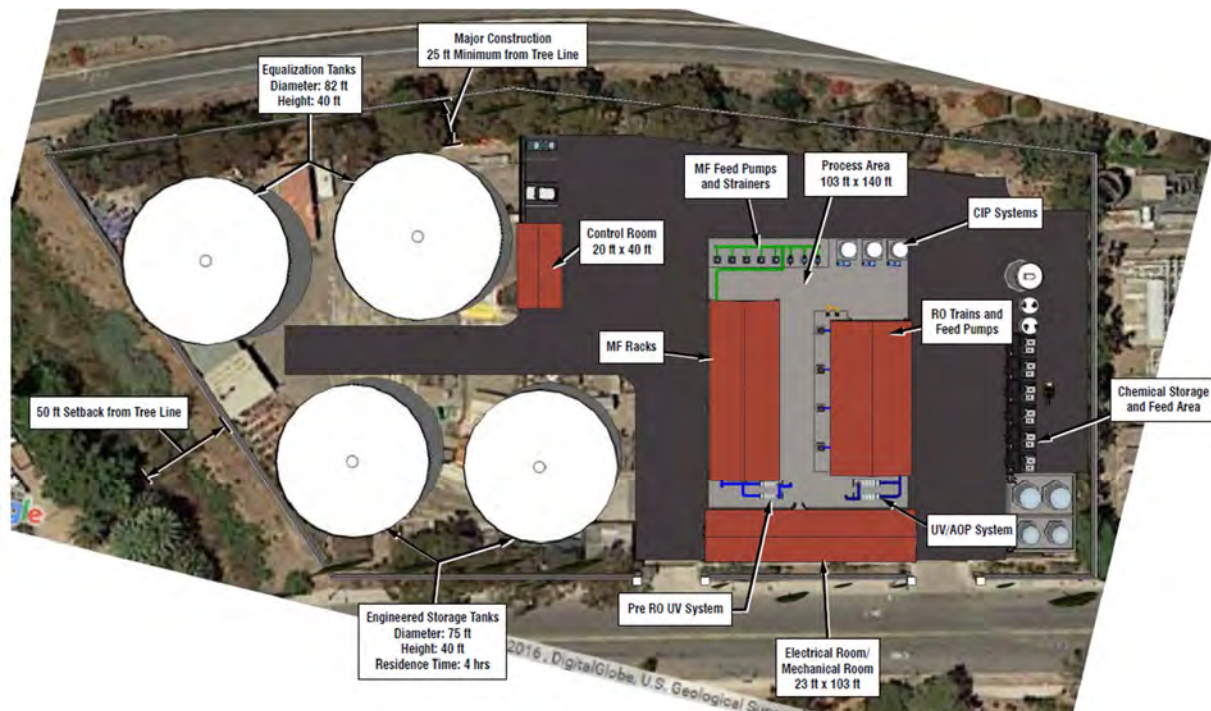 Major Construction
25 ft Minimum from Tree Line
Equalization Tanks
Diameter: 82 ft
Height: 40 ft
MF Feed Pumps
and Strainers
Process Area
103 ft x 140 ft
CIP Systems
Control Room
20 ft x 40 ft
MF Racks
RO Trains and
Feed Pumps
Chemical Storage
and Feed Area
50 ft Setback from Tree Line
UV/AOP System
Pre RO UV System
Engineered Storage Tanks
Diameter: 75 ft
Height: 40 ft
Residence Time: 4 hrs
Electrical Room/
Mechanical Room
23 ft x 103 ft
2016, DigitalGlobe, U.S. Geological